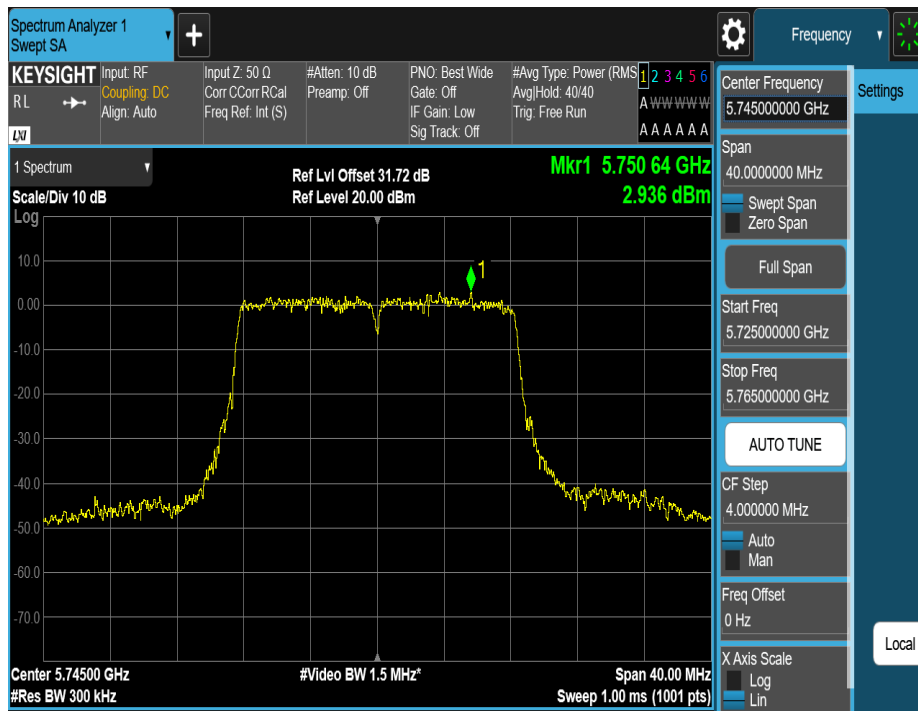 Spectrum Analyzer 1
Swept SA
+
Frequency
KEYSIGHT
RL
LXI
Input: RF
Coupling: DC
Align: Auto
Input Z: 50 Ω
Corr CCorr RCal
Freq Ref: Int (S)
#Atten: 10 dB
Preamp: Off
PNO: Best Wide
Gate: Off
IF Gain: Low
Sig Track: Off
#Avg Type: Power (RMS
Avg|Hold: 40/40
Trig: Free Run
1 2 3 4 5 6
A W W W W W
A A A A A A
1 Spectrum
Scale/Div 10 dB
Log
Ref Lvl Offset 31.72 dB
Ref Level 20.00 dBm
Mkr1 5.750 64 GHz
2.936 dBm
1
10.0
0.00
-10.0
-20.0
-30.0
-40.0
-50.0
-60.0
-70.0
Center 5.74500 GHz
#Res BW 300 kHz
#Video BW 1.5 MHz*
Span 40.00 MHz
Sweep 1.00 ms (1001 pts)
Center Frequency
5.745000000 GHz
Span
40.0000000 MHz
Swept Span
Zero Span
Full Span
Start Freq
5.725000000 GHz
Stop Freq
5.765000000 GHz
AUTO TUNE
CF Step
4.000000 MHz
Auto
Man
Freq Offset
0 Hz
X Axis Scale
Log
Lin
Settings
Local